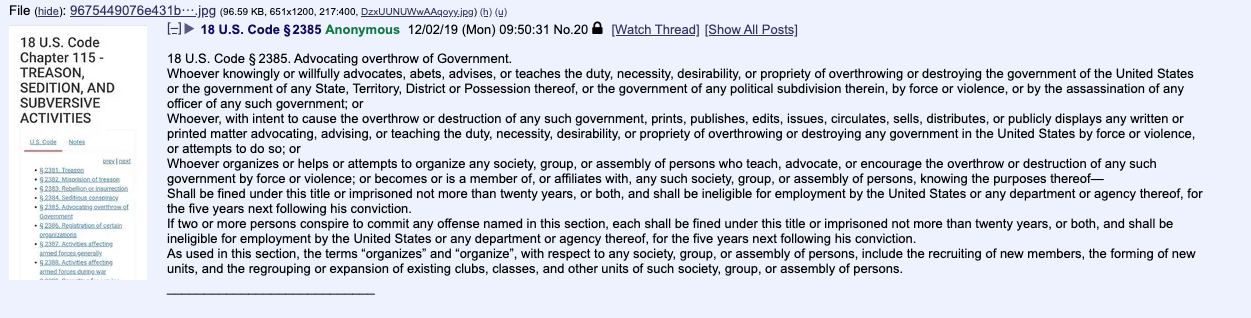 File (hide): 9675449076e431b⋯.jpg (96.59 KB, 651x1200, 217:400, DzxUUNUWwAAqoyy.jpg) (h) (u)
[–] ▶ 18 U.S. Code § 2385 Anonymous 12/02/19 (Mon) 09:50:31 No.20 [Watch Thread] [Show All Posts]
18 U.S. Code
Chapter 115 -
TREASON,
SEDITION, AND
SUBVERSIVE
ACTIVITIES
U.S. Code Notes
prev | next
• § 2381. Treason
• § 2382. Misprision of treason
• § 2383. Rebellion or insurrection
• § 2384. Seditious conspiracy
• § 2385. Advocating overthrow of
Government
• § 2386. Registration of certain
organizations
• § 2387. Activities affecting
armed forces generally
• § 2388. Activities affecting
armed forces during war
18 U.S. Code § 2385. Advocating overthrow of Government.
Whoever knowingly or willfully advocates, abets, advises, or teaches the duty, necessity, desirability, or propriety of overthrowing or destroying the government of the United States
or the government of any State, Territory, District or Possession thereof, or the government of any political subdivision therein, by force or violence, or by the assassination of any
officer of any such government; or
Whoever, with intent to cause the overthrow or destruction of any such government, prints, publishes, edits, issues, circulates, sells, distributes, or publicly displays any written or
printed matter advocating, advising, or teaching the duty, necessity, desirability, or propriety of overthrowing or destroying any government in the United States by force or violence,
or attempts to do so; or
Whoever organizes or helps or attempts to organize any society, group, or assembly of persons who teach, advocate, or encourage the overthrow or destruction of any such
government by force or violence; or becomes or is a member of, or affiliates with, any such society, group, or assembly of persons, knowing the purposes thereof—
Shall be fined under this title or imprisoned not more than twenty years, or both, and shall be ineligible for employment by the United States or any department or agency thereof, for
the five years next following his conviction.
If two or more persons conspire to commit any offense named in this section, each shall be fined under this title or imprisoned not more than twenty years, or both, and shall be
ineligible for employment by the United States or any department or agency thereof, for the five years next following his conviction.
As used in this section, the terms “organizes” and “organize”, with respect to any society, group, or assembly of persons, include the recruiting of new members, the forming of new
units, and the regrouping or expansion of existing clubs, classes, and other units of such society, group, or assembly of persons.